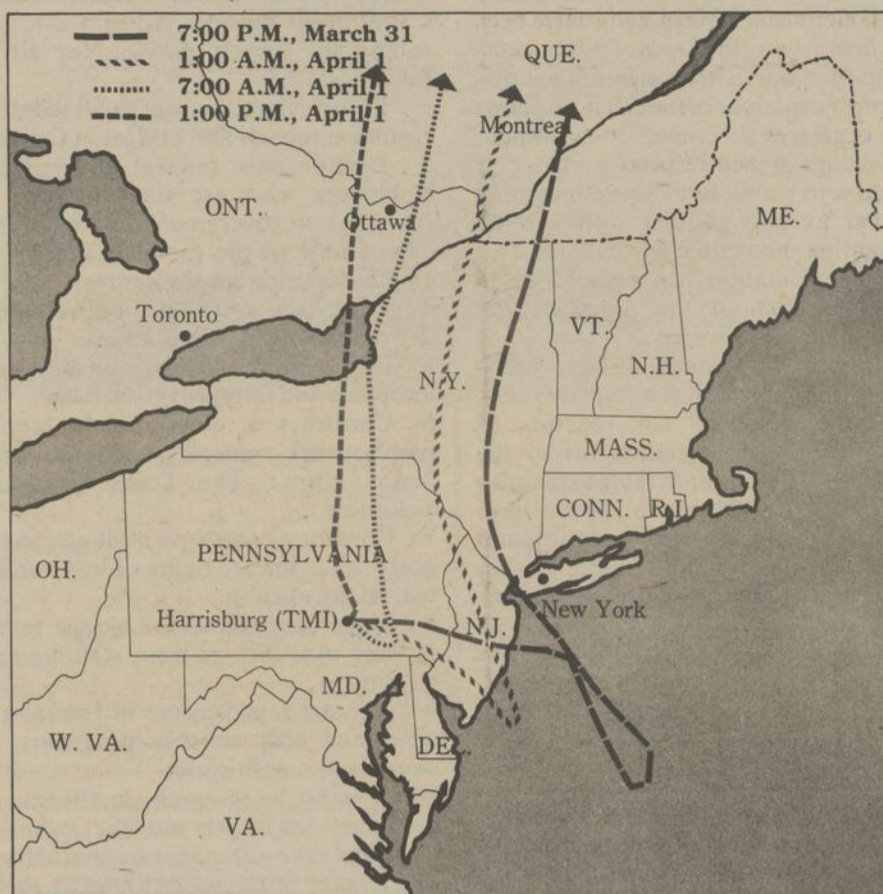 7:00 P.M., March 31
1:00 A.M., April 1
7:00 A.M., April 1
1:00 P.M., April 1
QUE.
Montreal
ONT.
Ottawa
ME.
Toronto
VT.
N.H.
N.Y.
MASS.
CONN.
R.I.
PENNSYLVANIA
OH.
New York
Harrisburg (TMI)
N.J.
MD.
W. VA.
DE.
VA.